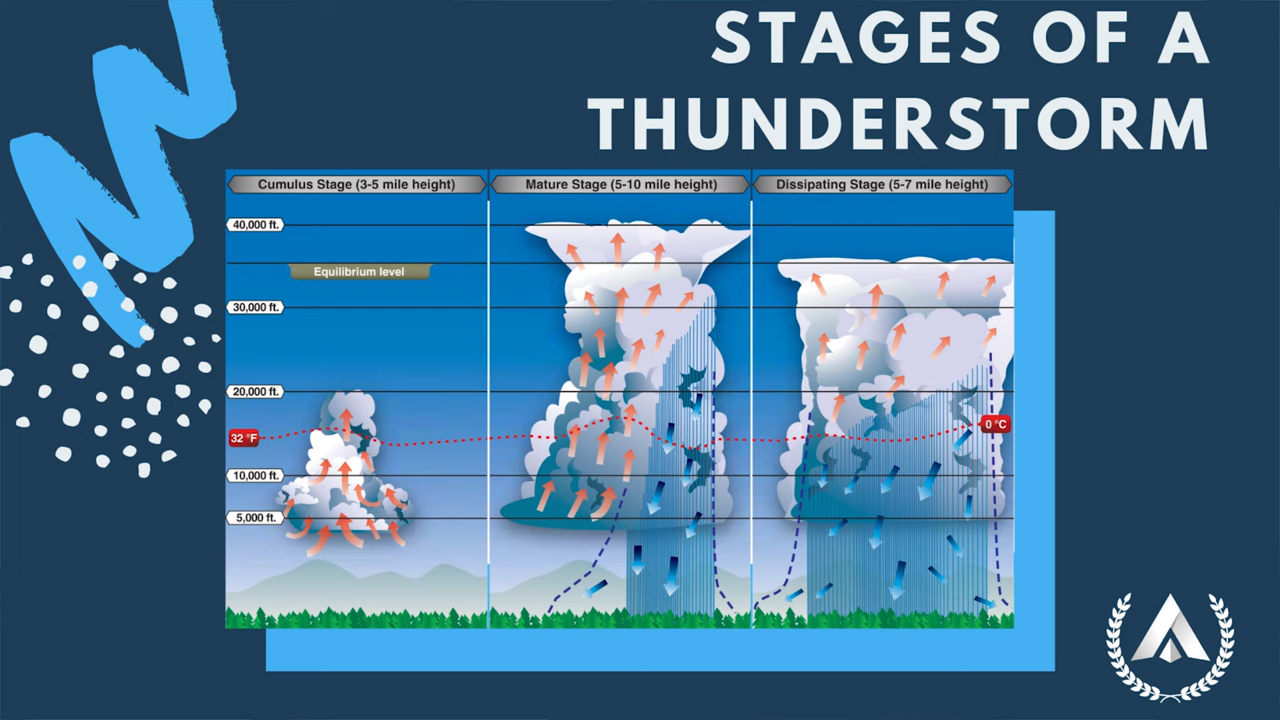 STAGES OF A
THUNDERSTORM
Cumulus Stage (3-5 mile height)
Mature Stage (5-10 mile height)
Dissipating Stage (5-7 mile height)
40,000 ft.
Equilibrium level
30,000 ft.
20,000 ft.
32 °F
0 °C
10,000 ft.
5,000 ft.